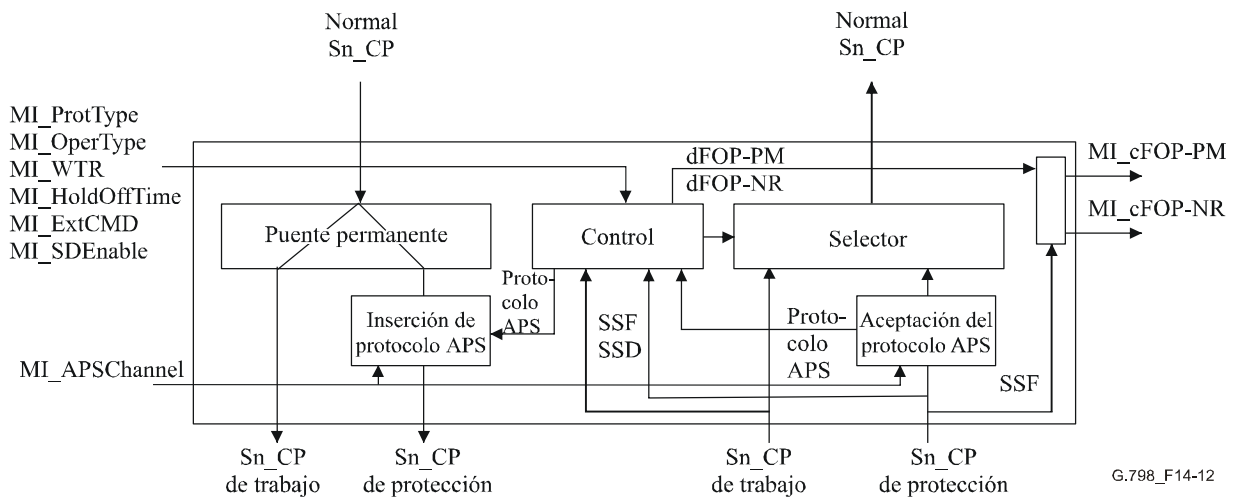 Normal
Sn_CP
Normal
Sn_CP
MI_ProtType
MI_OperType
MI_WTR
MI_HoldOffTime
MI_ExtCMD
MI_SDEnable
dFOP-PM
dFOP-NR
MI_cFOP-PM
MI_cFOP-NR
Puente permanente
Control
Selector
Proto-
colo
APS
Inserción de
protocolo APS
SSF
SSD
Proto-
colo
APS
Aceptación del
protocolo APS
SSF
MI_APSChannel
Sn_CP
de trabajo
Sn_CP
de protección
Sn_CP
de trabajo
Sn_CP
de protección
G.798_F14-12